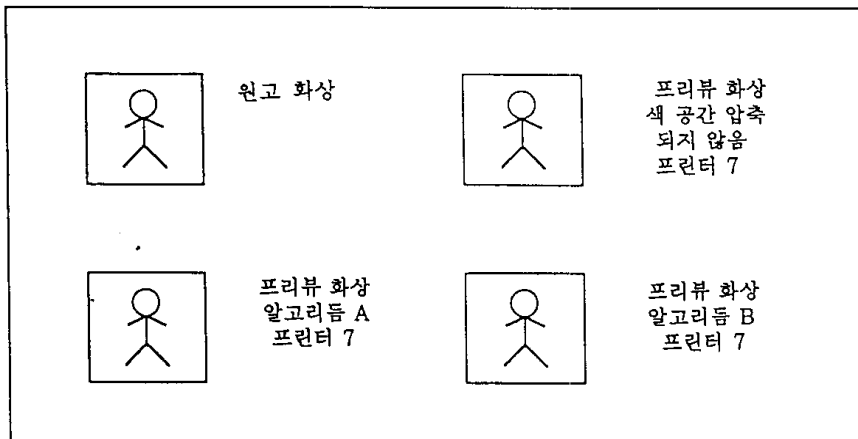 원고 화상
프리뷰 화상
색 공간 압축
되지 않음
프린터 7
프리뷰 화상
알고리듬 A
프린터 7
프리뷰 화상
알고리듬 B
프린터 7